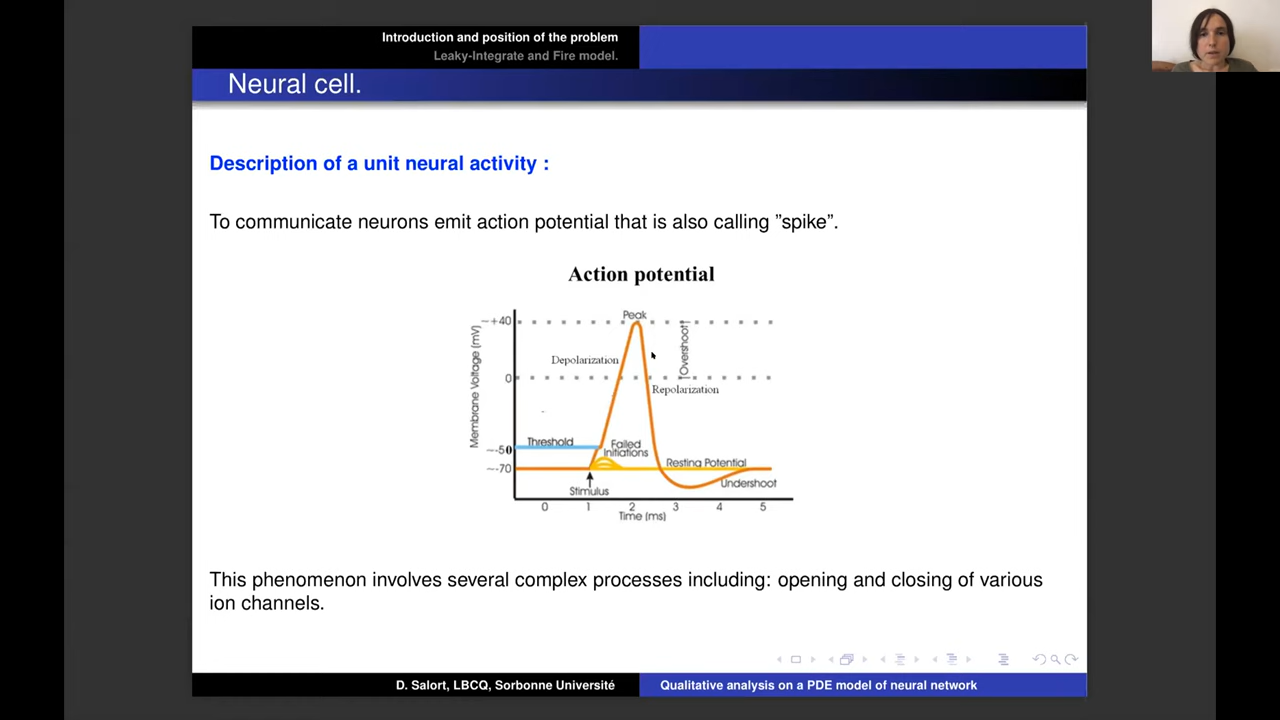 Introduction and position of the problem
Leaky-Integrate and Fire model.
Neural cell.
Description of a unit neural activity :
To communicate neurons emit action potential that is also calling ”spike”.
Action potential
Peak
~+40
Overshoot
Depolarization
0
Repolarization
Membrane Voltage (mV)
Threshold
Failed
Initiations
~-50
Resting Potential
~-70
Undershoot
Stimulus
0 1 2 3 4 5
Time (ms)
This phenomenon involves several complex processes including: opening and closing of various
ion channels.
D. Salort, LBCQ, Sorbonne Université
Qualitative analysis on a PDE model of neural network